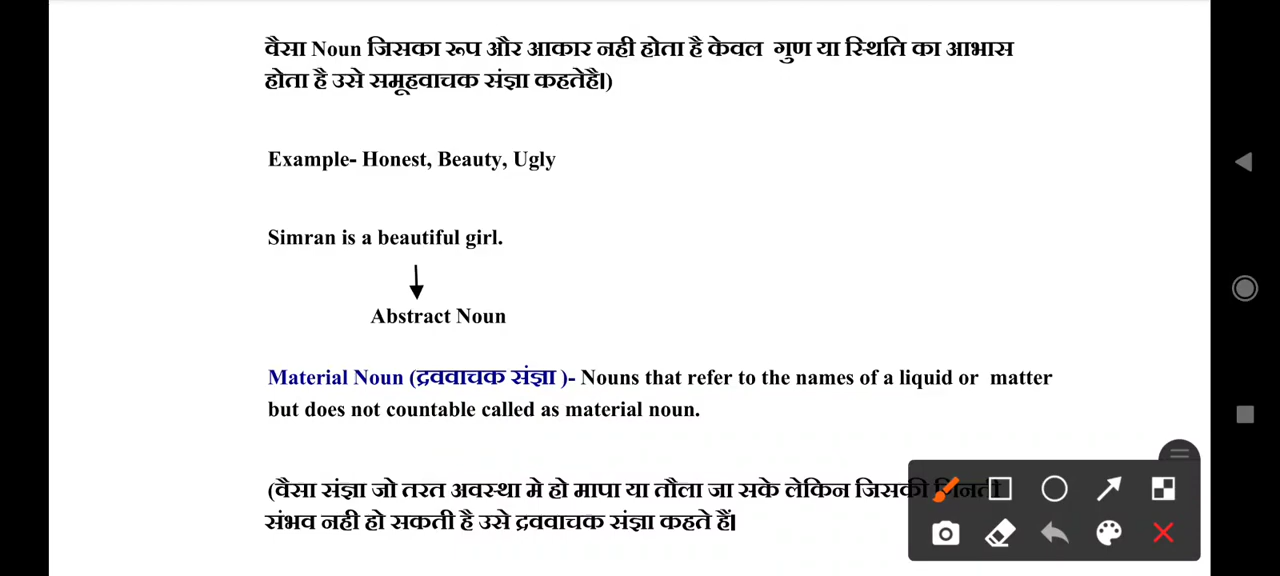 वैसा Noun जिसका रूप और आकार नही होता है केवल गुण या स्थिति का आभास
होता है उसे समूहवाचक संज्ञा कहतेहै।)
Example- Honest, Beauty, Ugly
Simran is a beautiful girl.
Abstract Noun
Material Noun (द्रववाचक संज्ञा )- Nouns that refer to the names of a liquid or matter
but does not countable called as material noun.
(वैसा संज्ञा जो तरत अवस्था मे हो मापा या तौला जा सके लेकिन जिसकी गिनती
संभव नही हो सकती है उसे द्रववाचक संज्ञा कहते हैं।